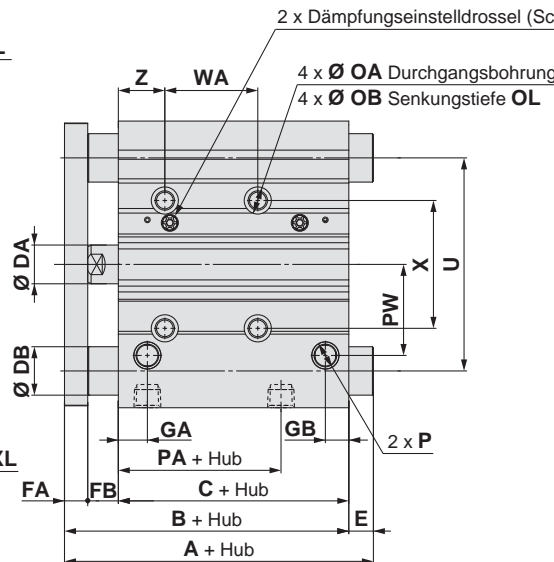 2 x Dämpfungseinstelldrossel (Sc
L
Z
WA
4 x Ø OA Durchgangsbohrung
4 x Ø OB Senkungstiefe OL
Ø DA
X
U
PW
Ø DB
GA
GB
2 x P
PA + Hub
XL
FA
FB
C + Hub
B + Hub
E
A + Hub